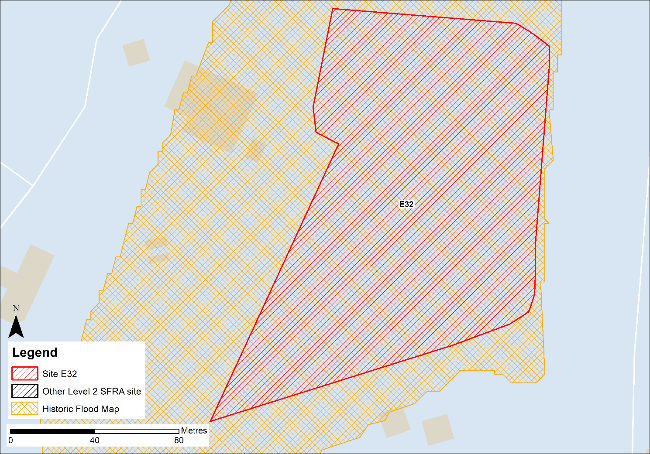 E32
N
Legend
Site E32
Other Level 2 SFRA site
Historic Flood Map
Metres
0 40 80